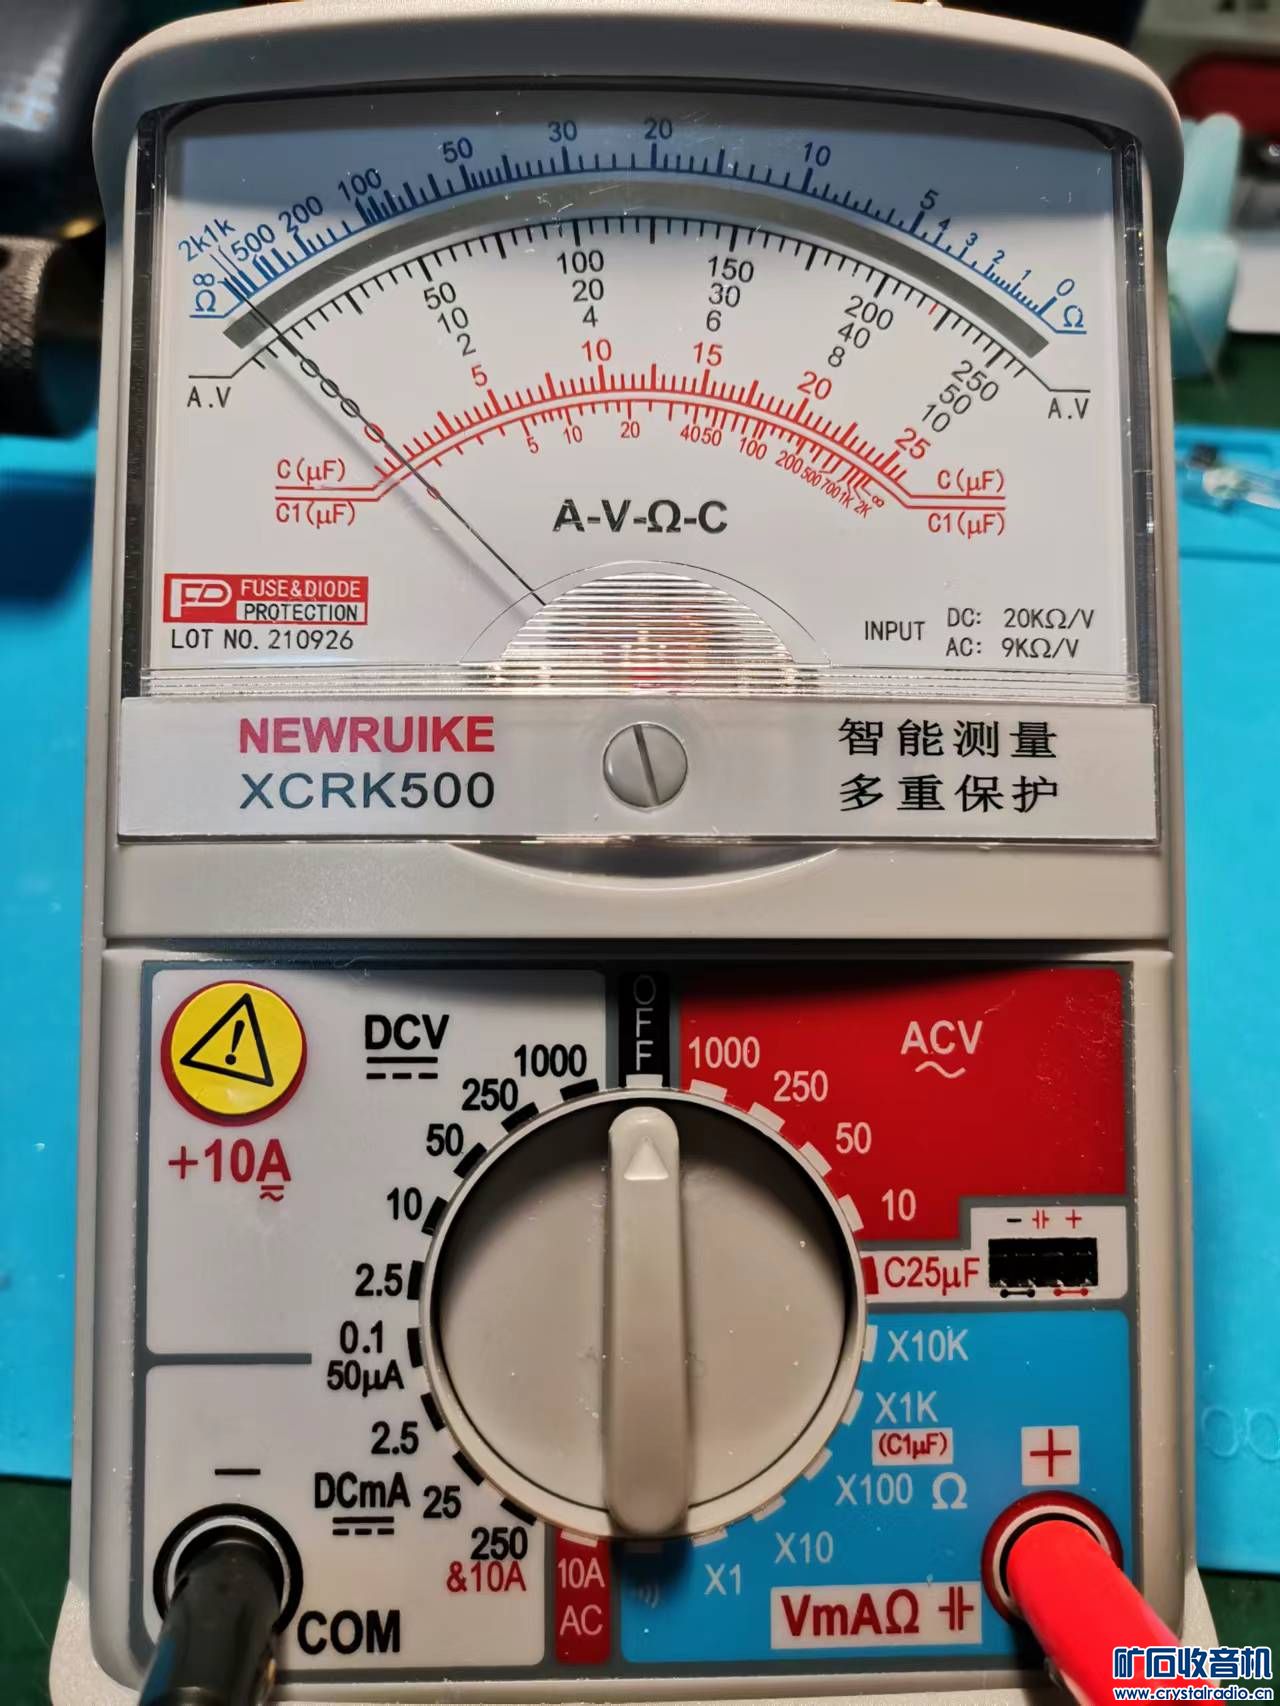 30 20
50 10
100 5
200 4
500 3
2k1k 2
1
Ω∞ 0 Ω
100 150
50 20 30 200
10 4 6 40
2 8
250
50
10
A.V A.V
0 5 10 15 20 25
C(μF) C(μF)
C1(μF) 5 10 20 4050 100 200 500 700 1K 2K ∞ C1(μF)
A-V-Ω-C
FD FUSE&DIODE
PROTECTION
LOT NO. 210926
INPUT DC: 20KΩ/V
AC: 9KΩ/V
NEWRUIKE
XCRK500
智能测量
多重保护
OFF
DCV
1000
250
50
10
2.5
0.1
50μA
2.5
DCmA 25
250
&10A
+10A
ACV
1000
250
50
10
C25μF
- +
X10K
X1K
(C1μF)
X100 Ω
X10
X1
10A
AC
−
COM
+
VmAΩ
矿石收音机
www.crystalradio.cn